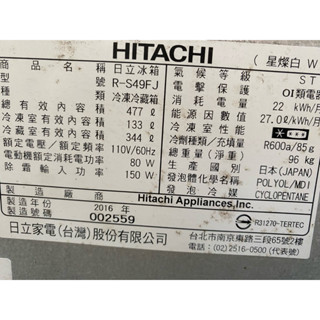 HITACHI
(星燦白 W
商品名稱 日立冰箱
型號 R-S49FJ
種類 冷凍冷藏箱
總有效內容積 477 ℓ
冷凍室有效內容積 133 ℓ
冷藏室有效內容積 344 ℓ
額定電壓/額定頻率 110V/60Hz
電動機額定消耗電功率 80 W
除霜輸入功率 150 W
氣候等級 ST
電擊保護 0I類電器
消耗電量 22 kWh/月
能源因數值 27.0ℓ/kWh/月
冷凍室性能
冷媒種類/充填量 R600a/85g
總重量(淨重) 96 kg
生產國別 日本(JAPAN)
發泡體化學名稱 POLYOL/MDI
發泡冷媒 CYCLOPENTANE
製造年份 2016 年
製造號碼 002559
Hitachi Appliances,Inc.
日立家電(台灣)股份有限公司
R31270-TERTEC
台北市南京東路三段65號2樓
電話:(02)2516-0500 (代表號)